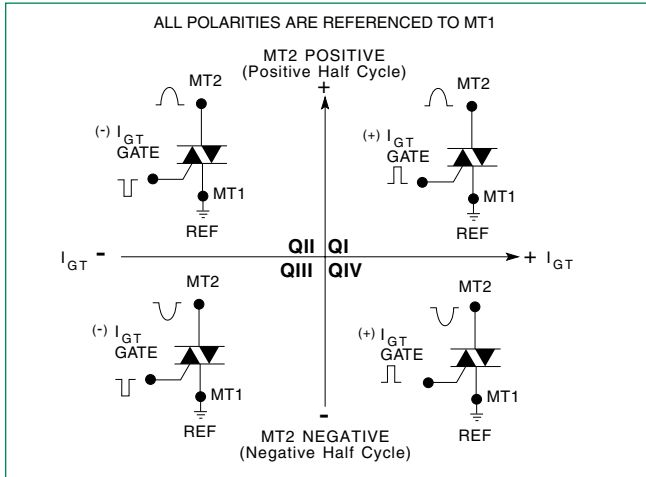 ALL POLARITIES ARE REFERENCED TO MT1
MT2 POSITIVE
(Positive Half Cycle)
+
MT2
(-) IGT
GATE
MT1
REF
MT2
(+) IGT
GATE
MT1
REF
IGT -
QII QI
QIII QIV
+ IGT
MT2
(-) IGT
GATE
MT1
REF
MT2
(+) IGT
GATE
MT1
REF
-
MT2 NEGATIVE
(Negative Half Cycle)